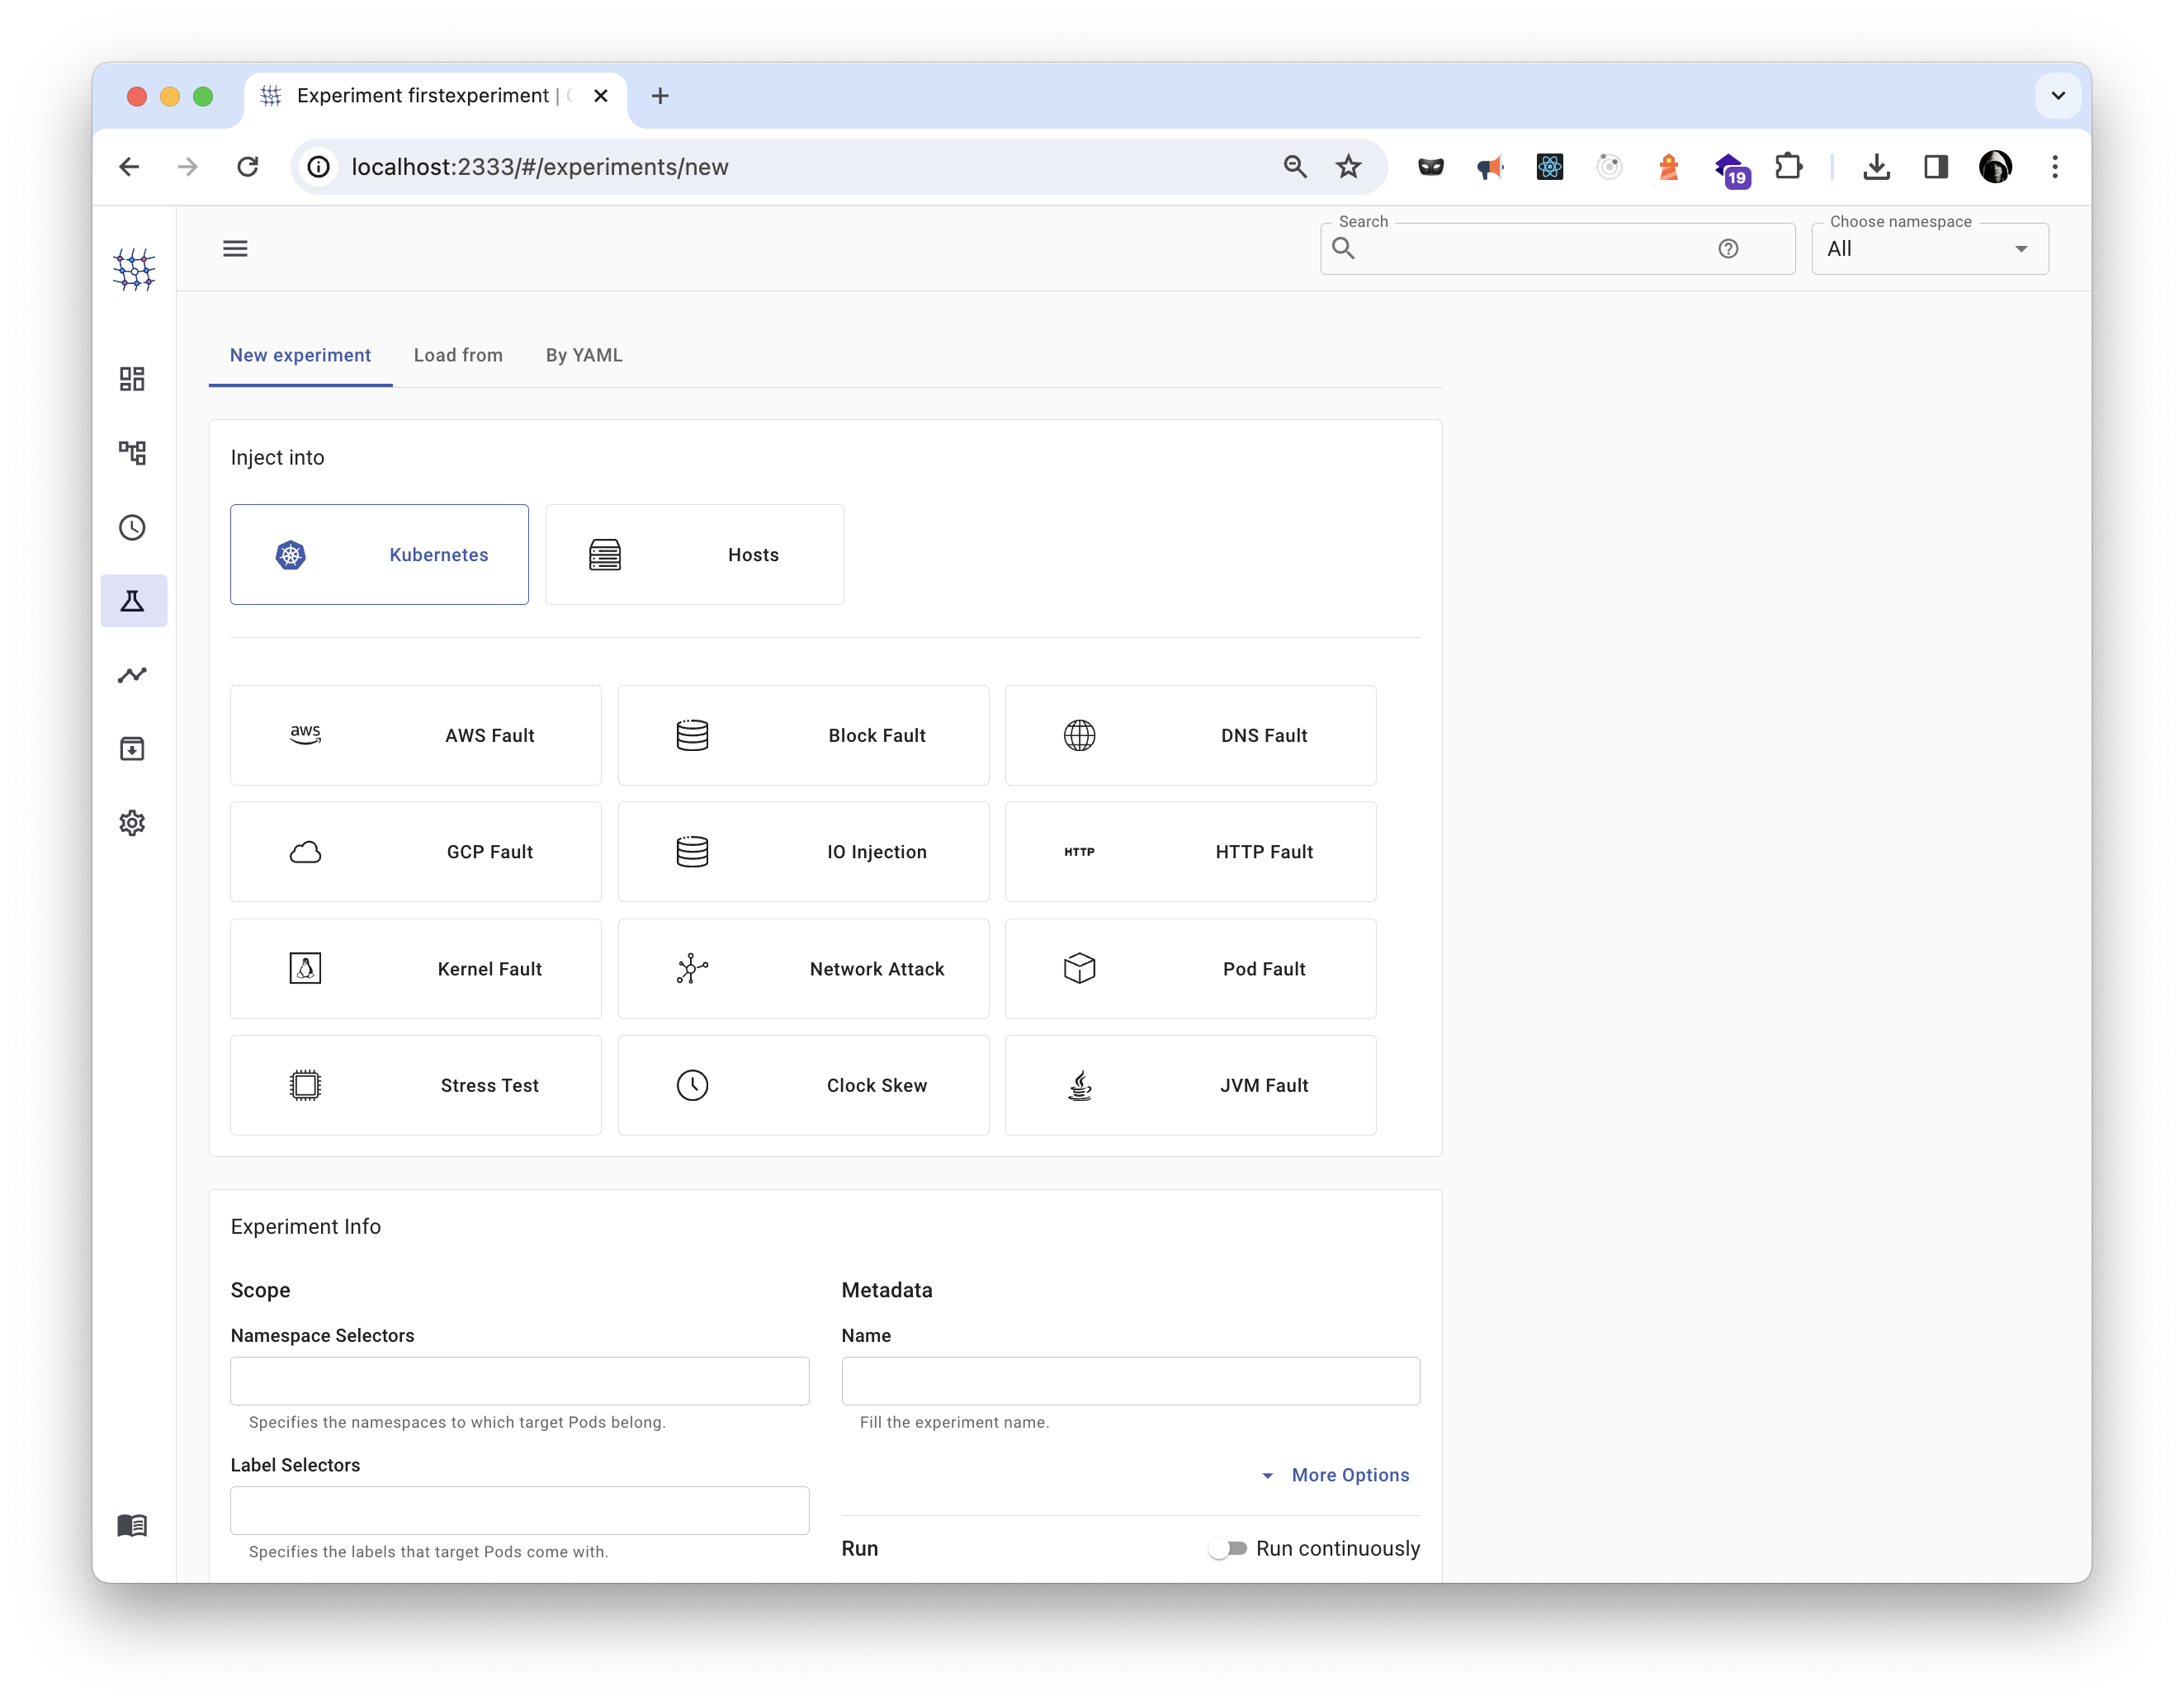 Experiment firstexperiment |
localhost:2333/#/experiments/new
19
Search
Choose namespace
All
New experiment
Load from
By YAML
Inject into
Kubernetes
Hosts
aws
AWS Fault
Block Fault
DNS Fault
GCP Fault
IO Injection
HTTP
HTTP Fault
Kernel Fault
Network Attack
Pod Fault
Stress Test
Clock Skew
JVM Fault
Experiment Info
Scope
Namespace Selectors
Specifies the namespaces to which target Pods belong.
Label Selectors
Specifies the labels that target Pods come with.
Metadata
Name
Fill the experiment name.
More Options
Run
Run continuously